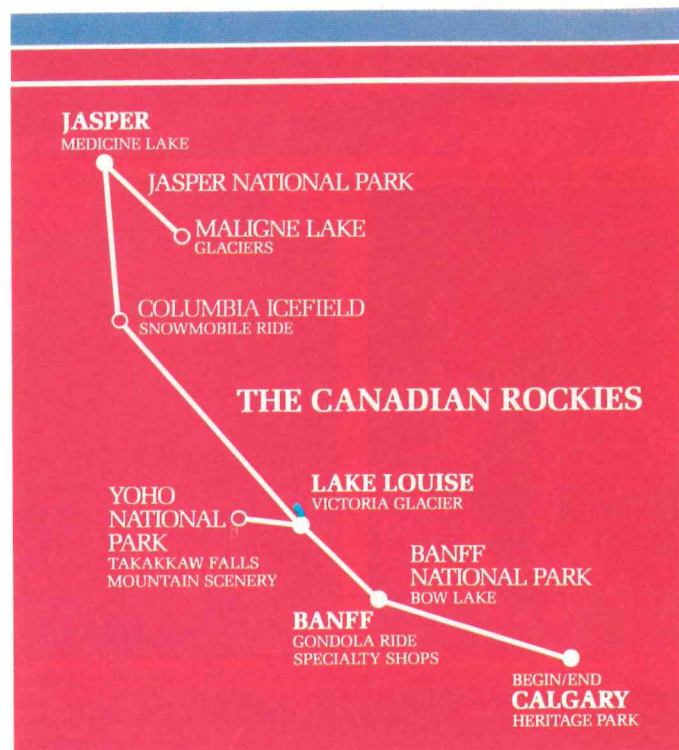 JASPER
MEDICINE LAKE
JASPER NATIONAL PARK
MALIGNE LAKE
GLACIERS
COLUMBIA ICEFIELD
SNOWMOBILE RIDE
THE CANADIAN ROCKIES
LAKE LOUISE
VICTORIA GLACIER
YOHO
NATIONAL
PARK
TAKAKKAW FALLS
MOUNTAIN SCENERY
BANFF
NATIONAL PARK
BOW LAKE
BANFF
GONDOLA RIDE
SPECIALTY SHOPS
BEGIN/END
CALGARY
HERITAGE PARK